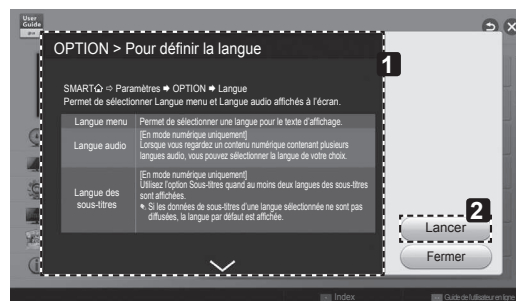 User
Guide
OPTION > Pour définir la langue
1
SMART ⇨ Paramètres ➡ OPTION ➡ Langue
Permet de sélectionner Langue menu et Langue audio affichés à l'écran.
Langue menu Permet de sélectionner une langue pour le texte d'affichage.
Langue audio
[En mode numérique uniquement]
Lorsque vous regardez un contenu numérique contenant plusieurs
langues audio, vous pouvez sélectionner la langue de votre choix.
Langue des
sous-titres
[En mode numérique uniquement]
Utilisez l'option Sous-titres quand au moins deux langues des sous-titres
sont affichées.
Si les données de sous-titres d'une langue sélectionnée ne sont pas
diffusées, la langue par défaut est affichée.
2
Lancer
Fermer
Index
Guide de l'utilisateur en ligne